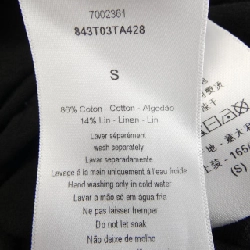 7002361
843T03TA428
S
86% Coton - Cotton - Algodão
14% Lin - Linen - Lin
Laver séparément
wash separately
Lavar separadamente
Lavage à la main uniquement à l'eau froide
Hand washing only in cold water
Lavar à mão só em água fria
Ne pas laisser tremper
Do not let soak
Não deixe de molho
165/
(S)